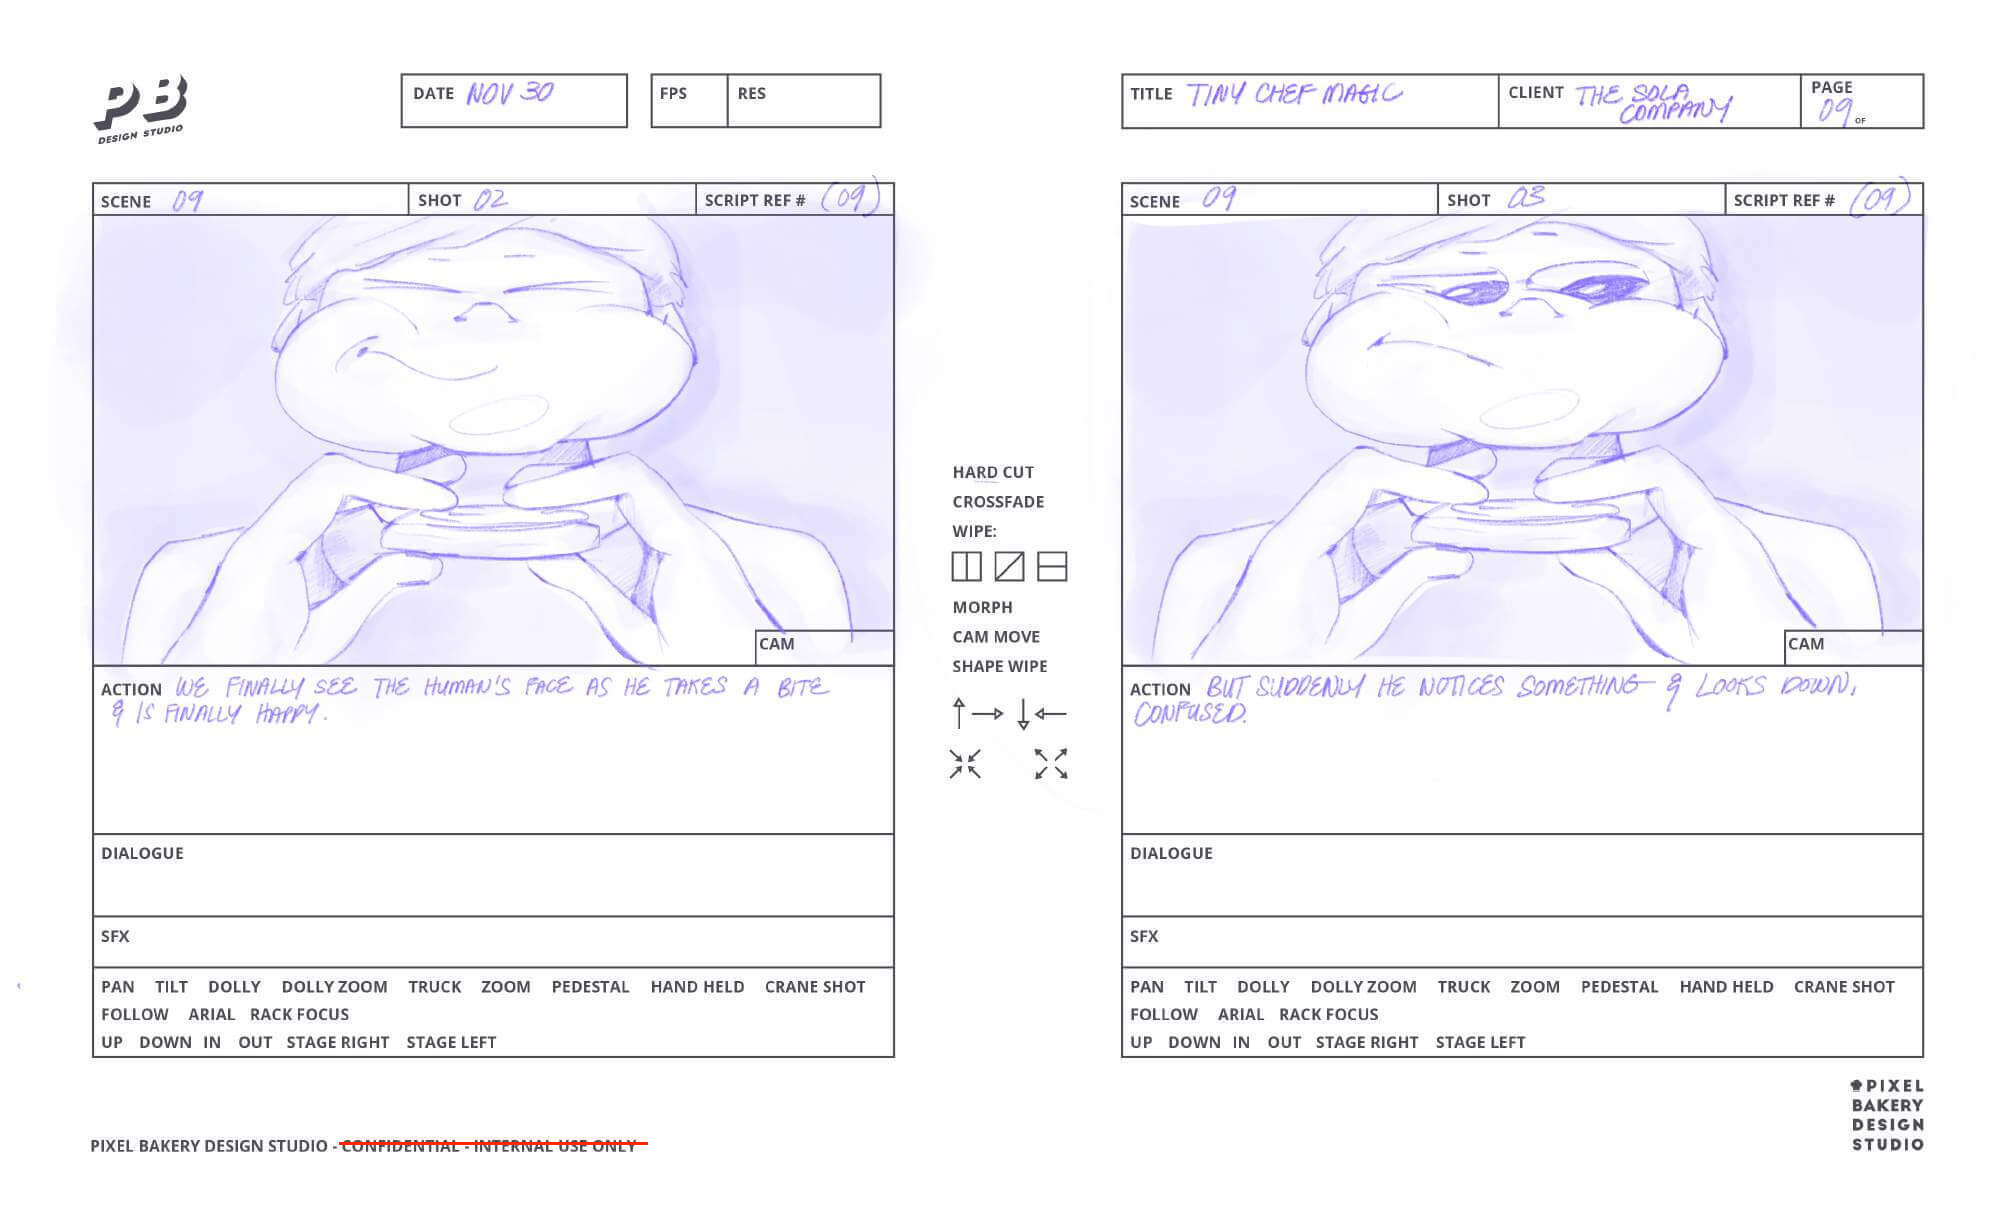 PB
DESIGN STUDIO
DATE NOV 30
FPS
RES
TITLE TINY CHEF MAGIC
CLIENT THE SOLA
COMPANY
PAGE
09 OF
SCENE 09
SHOT 02
SCRIPT REF # (09)
CAM
ACTION WE FINALLY SEE THE HUMAN'S FACE AS HE TAKES A BITE
& IS FINALLY HAPPY.
DIALOGUE
SFX
PAN TILT DOLLY DOLLY ZOOM TRUCK ZOOM PEDESTAL HAND HELD CRANE SHOT
FOLLOW ARIAL RACK FOCUS
UP DOWN IN OUT STAGE RIGHT STAGE LEFT
HARD CUT
CROSSFADE
WIPE:
MORPH
CAM MOVE
SHAPE WIPE
SCENE 09
SHOT 03
SCRIPT REF # (09)
CAM
ACTION BUT SUDDENLY HE NOTICES SOMETHING & LOOKS DOWN,
CONFUSED.
DIALOGUE
SFX
PAN TILT DOLLY DOLLY ZOOM TRUCK ZOOM PEDESTAL HAND HELD CRANE SHOT
FOLLOW ARIAL RACK FOCUS
UP DOWN IN OUT STAGE RIGHT STAGE LEFT
PIXEL BAKERY DESIGN STUDIO - CONFIDENTIAL - INTERNAL USE ONLY
PIXEL
BAKERY
DESIGN
STUDIO